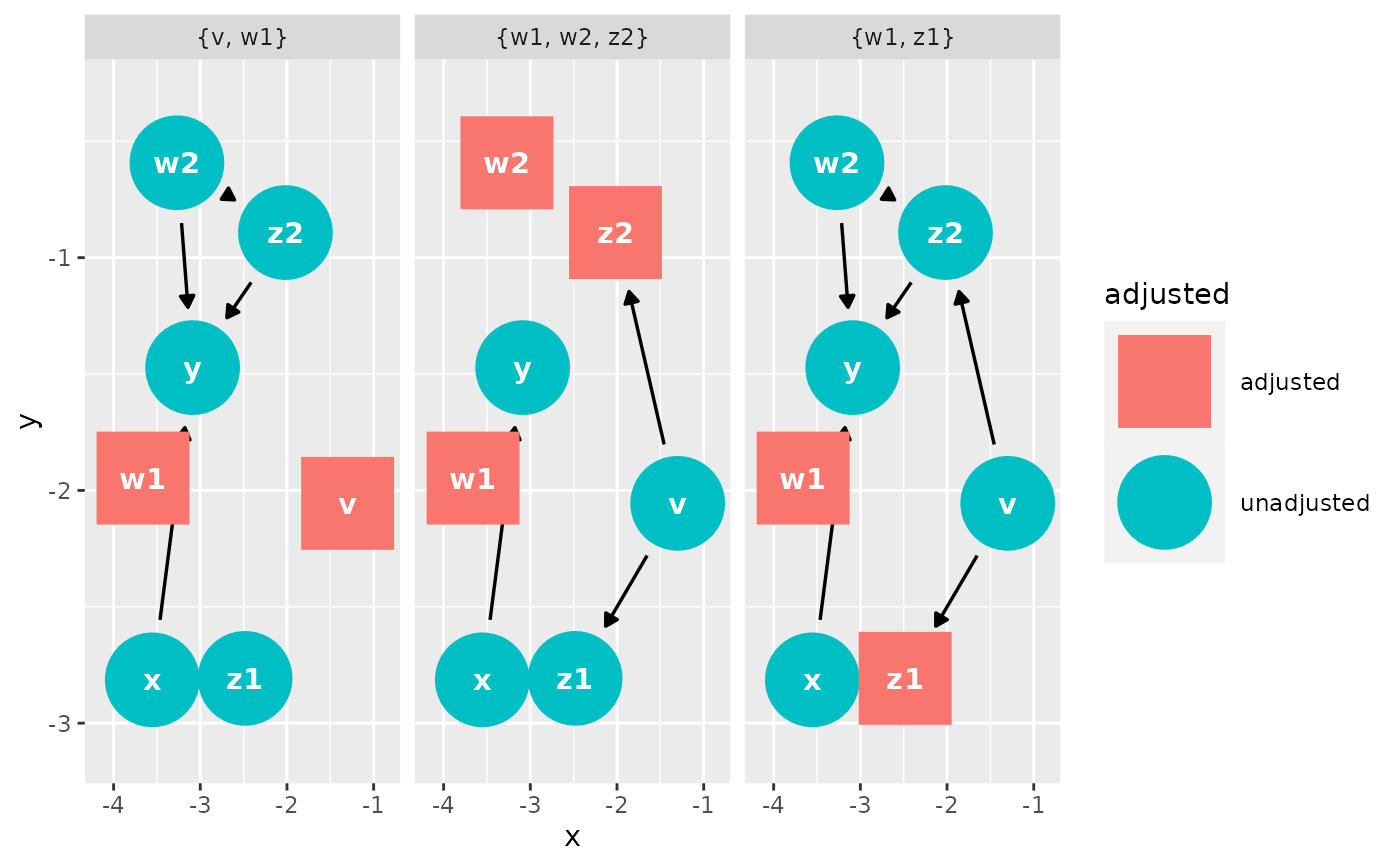 {v, w1}
{w1, w2, z2}
{w1, z1}
w2
z2
y
w1
v
x
z1
w2
z2
y
w1
v
x
z1
w2
z2
y
w1
v
x
z1
-1
-2
-3
y
-4
-3
-2
-1
-4
-3
-2
-1
-4
-3
-2
-1
x
adjusted
adjusted
unadjusted